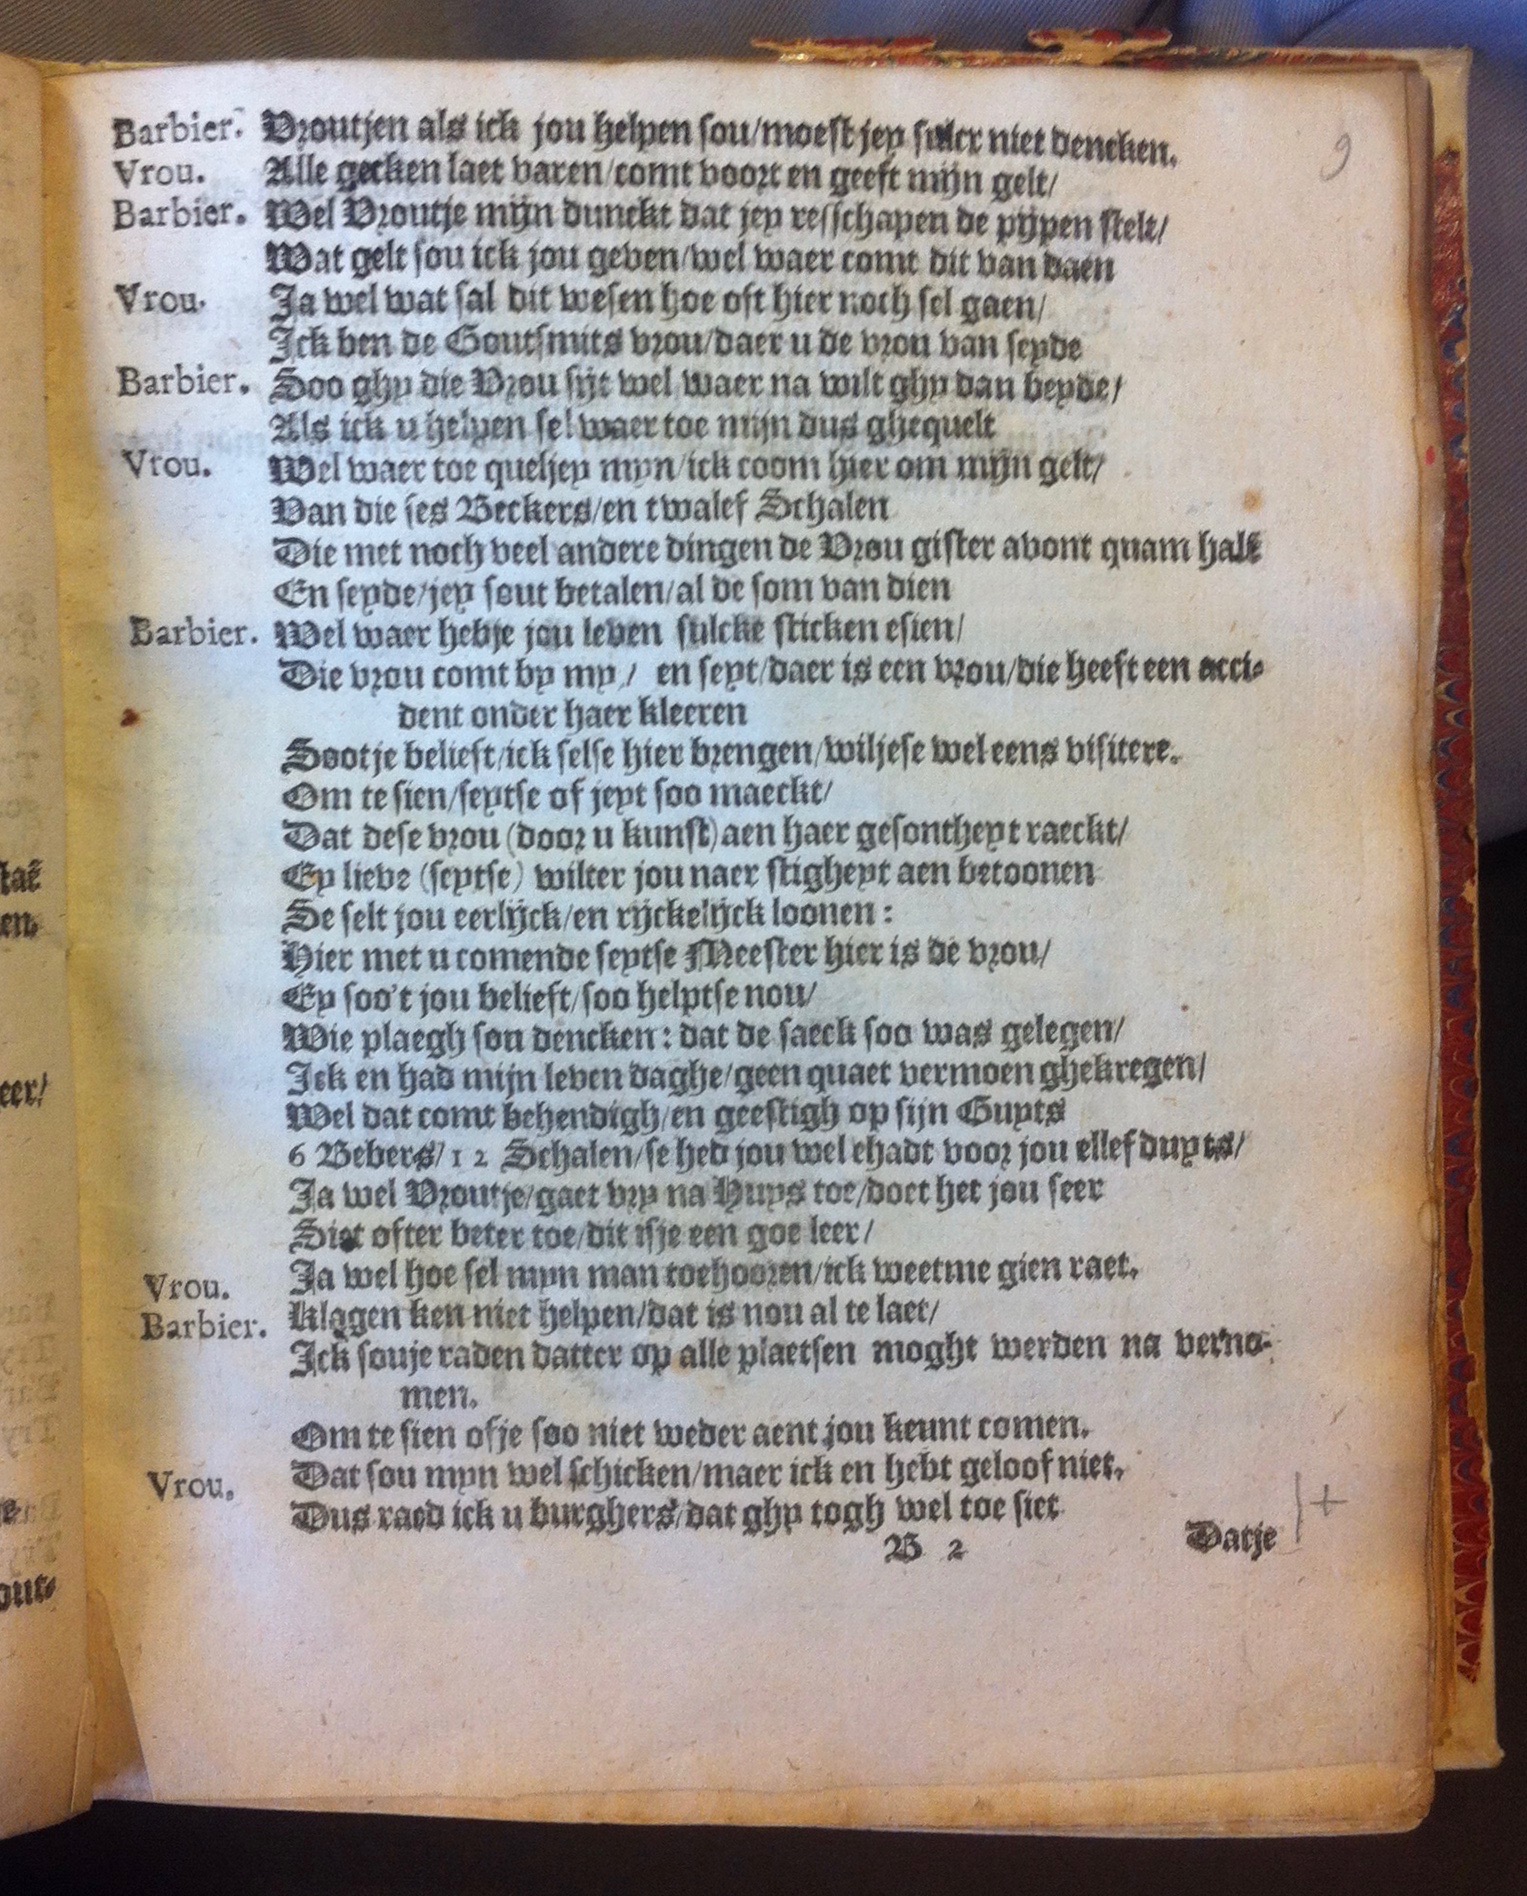 9
Barbier. Vroutjen als ick jou helpen sou/moest jey sulcx niet dencken.
Vrou. Alle gecken laet varen/comt voort en geeft mijn gelt/
Barbier. Wel Vroutje mijn dunckt dat jey resschapen de pijpen stelt/
Wat gelt sou ick jou geven/wel waer comt dit van daen
Vrou. Ja wel wat sal dit wesen hoe oft hier noch sel gaen/
Ick ben de Goutsmits vrou/daer u de vrou van seyde
Barbier. Soo ghy die Vrou sijt wel waer na wilt ghy dan beyde/
Als ick u helpen sel waer toe mijn dus ghequelt
Vrou. Wel waer toe queljey myn/ick coom hier om mijn gelt/
Van die ses Beckers/en twalef Schalen
Die met noch veel andere dingen de Vrou gister avont quam halē
En seyde/jey sout betalen/al de som van dien
Barbier. Wel waer hebje jou leven sulcke sticken esien/
Die vrou comt by my/ en seyt/daer is een vrou/die heeft een acci-
dent onder haer kleeren
Sootje beliest/ick selse hier brengen/wiljese wel eens visitere.
Om te sien/seytse of jeyt soo maeckt/
Dat dese vrou (door u kunst) aen haer gesontheyt raeckt/
Ey lieve (seytse) wilter jou naer stigheyt aen betoonen
Se selt jou eerlijck/en rijckelijck loonen:
Hier met u comende seytse Meester hier is de vrou/
Ey soo't jou belieft/soo helptse nou/
Wie plaegh sou dencken: dat de saeck soo was gelegen/
Ick en had mijn leven daghe/geen quaet vermoen ghekregen/
Wel dat comt behendigh/en geestigh op sijn Guyts
6 Bebers/12 Schalen/se hed jou wel ehadt voor jou ellef duyts/
Ja wel Vroutje/gaet vry na Huys toe/doet het jou seer
Siet ofter beter toe/dit isje een goe leer/
Vrou. Ja wel hoe sel myn man toehooren/ick weetme gien raet.
Barbier. Klagen ken niet helpen/dat is nou al te laet/
Ick souje raden datter op alle plaetsen moght werden na verno-
men.
Om te sien ofje soo niet weder aent jou keunt comen.
Vrou. Dat sou myn wel schicken/maer ick en hebt geloof niet.
Dus raed ick u burghers/dat ghy togh wel toe siet
B 2 Datje